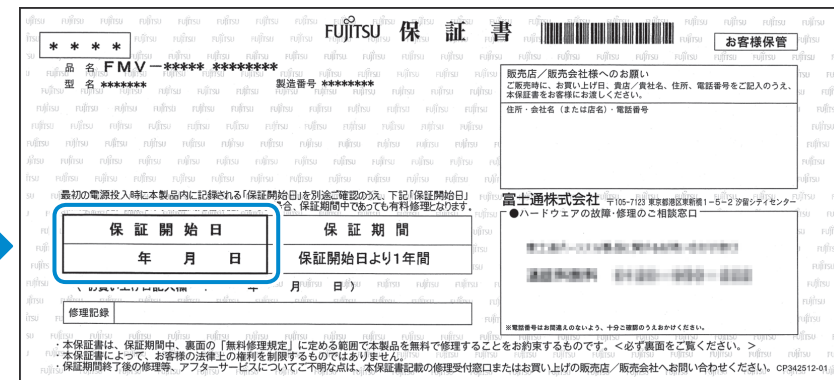 FUJITSU 保 証 書
お客様保管
* * * *
品 名 FMV-***** ********
型 名 *******
製造番号 ********
販売店／販売会社様へのお願い
ご販売時に、お買い上げ日、貴店／貴社名、住所、電話番号をご記入のうえ、
本保証書をお客様にお渡しください。
住所・会社名（または店名）・電話番号
最初の電源投入時に本製品内に記録される「保証開始日」を別途ご確認のうえ、下記「保証開始日」
合、保証期間中であっても有料修理となります。
保 証 開 始 日
年 月 日
保 証 期 間
保証開始日より1年間
年 月 日）
修理記録
富士通株式会社 〒105-7123 東京都港区東新橋1-5-2 汐留シティセンター
●ハードウェアの故障・修理のご相談窓口
※電話番号はお間違えのないよう、十分ご確認のうえおかけください。
・本保証書は、保証期間中、裏面の「無料修理規定」に定める範囲で本製品を無料で修理することをお約束するものです。＜必ず裏面をご覧ください。＞
・本保証書によって、お客様の法律上の権利を制限するものではありません。
・保証期間終了後の修理等、アフターサービスについてご不明な点は、本保証書記載の修理受付窓口またはお買い上げの販売店／販売会社へお問い合わせください。
CP342512-01